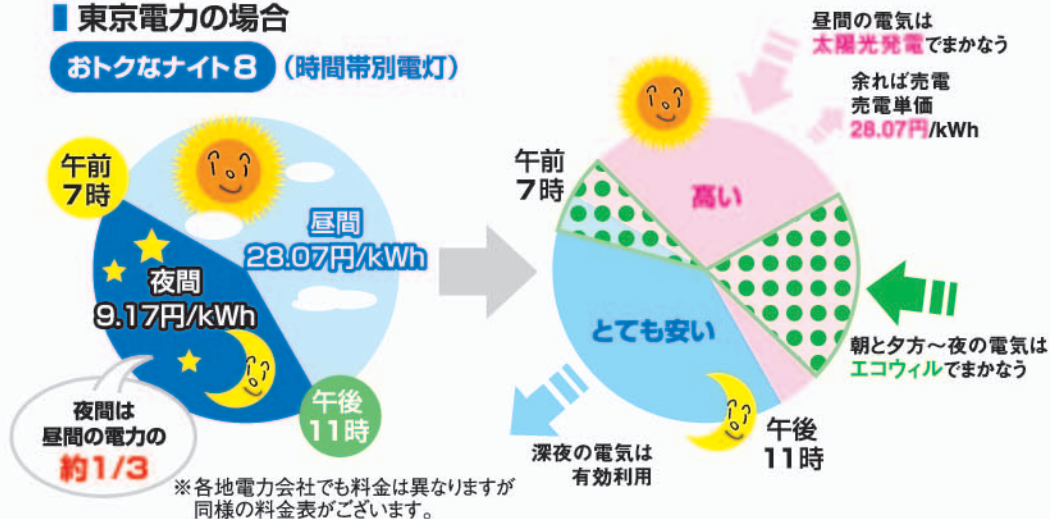 東京電力の場合
おトクなナイト8 (時間帯別電灯)
午前
7時
昼間
28.07円/kWh
夜間
9.17円/kWh
午後
11時
夜間は
昼間の電力の
約1/3
※各地電力会社でも料金は異なりますが
同様の料金表がございます。
昼間の電気は
太陽光発電でまかなう
余れば売電
売電単価
28.07円/kWh
午前
7時
高い
とても安い
朝と夕方～夜の電気は
エコウィルでまかなう
午後
11時
深夜の電気は
有効利用